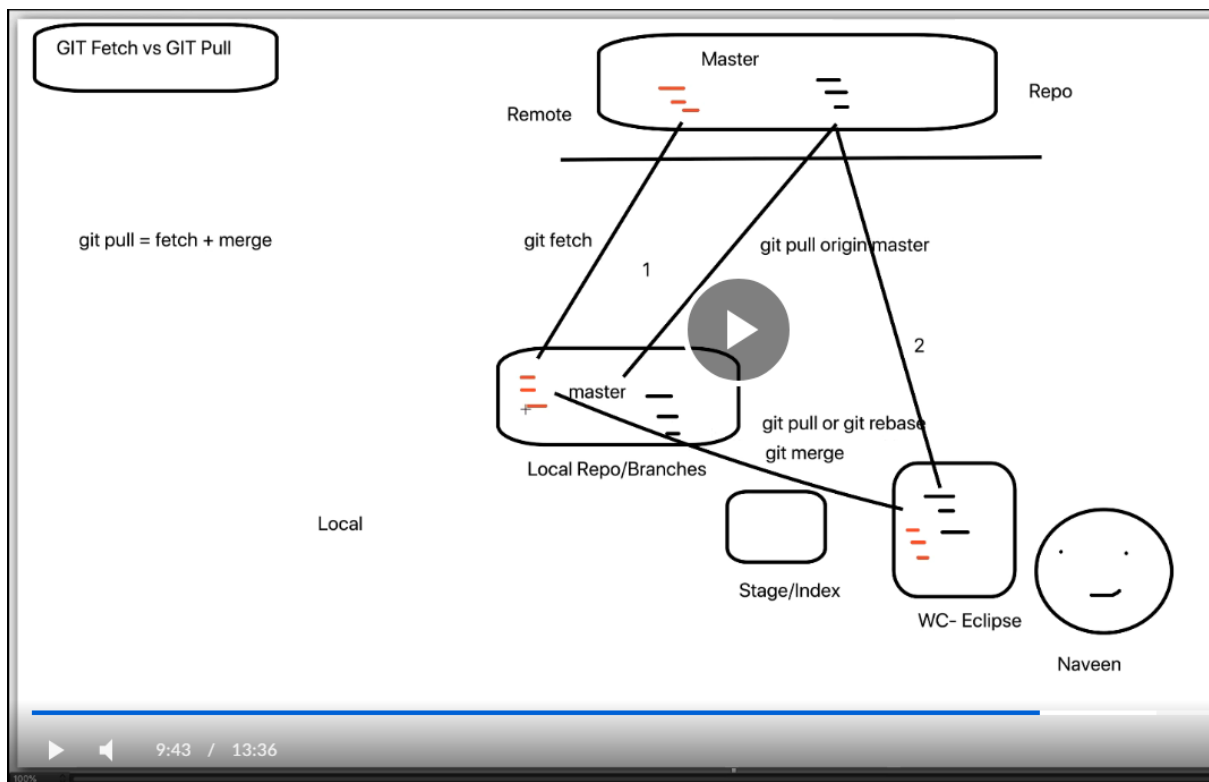 GIT Fetch vs GIT Pull
Master
Repo
Remote
git pull = fetch + merge
git fetch
git pull origin master
1
2
master
git pull or git rebase
git merge
Local Repo/Branches
Local
Stage/Index
WC- Eclipse
Naveen
9:43 / 13:36
100%